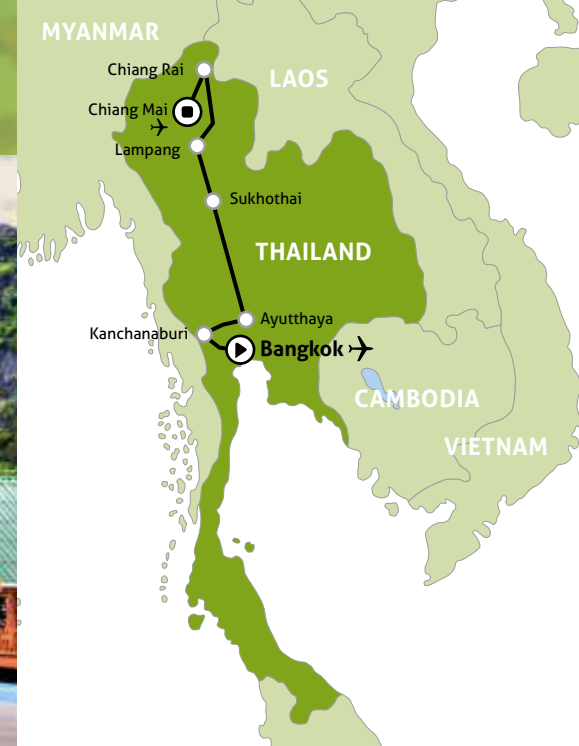 MYANMAR
Chiang Rai
LAOS
Chiang Mai
Lampang
Sukhothai
THAILAND
Ayutthaya
Kanchanaburi
Bangkok
CAMBODIA
VIETNAM